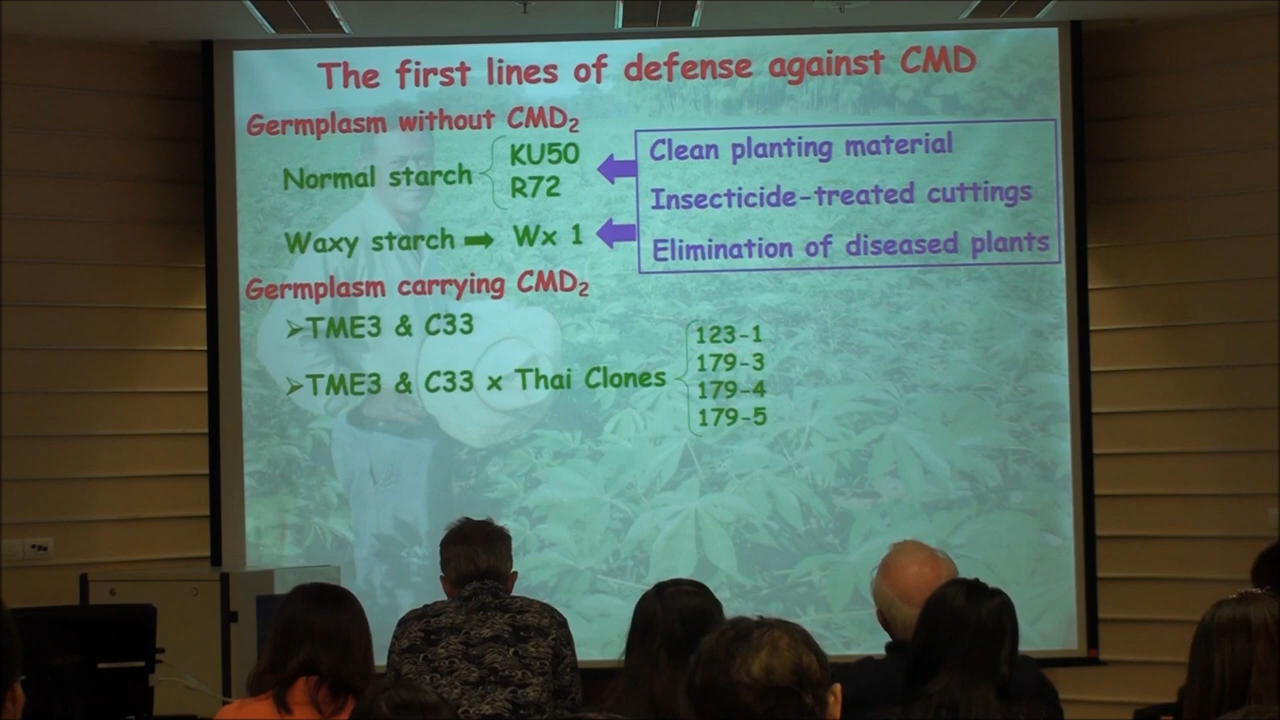 The first lines of defense against CMD
Germplasm without CMD2
Normal starch
KU50
R72
Waxy starch ➡ Wx 1
Clean planting material
Insecticide-treated cuttings
Elimination of diseased plants
Germplasm carrying CMD2
➢TME3 & C33
➢TME3 & C33 x Thai Clones
123-1
179-3
179-4
179-5